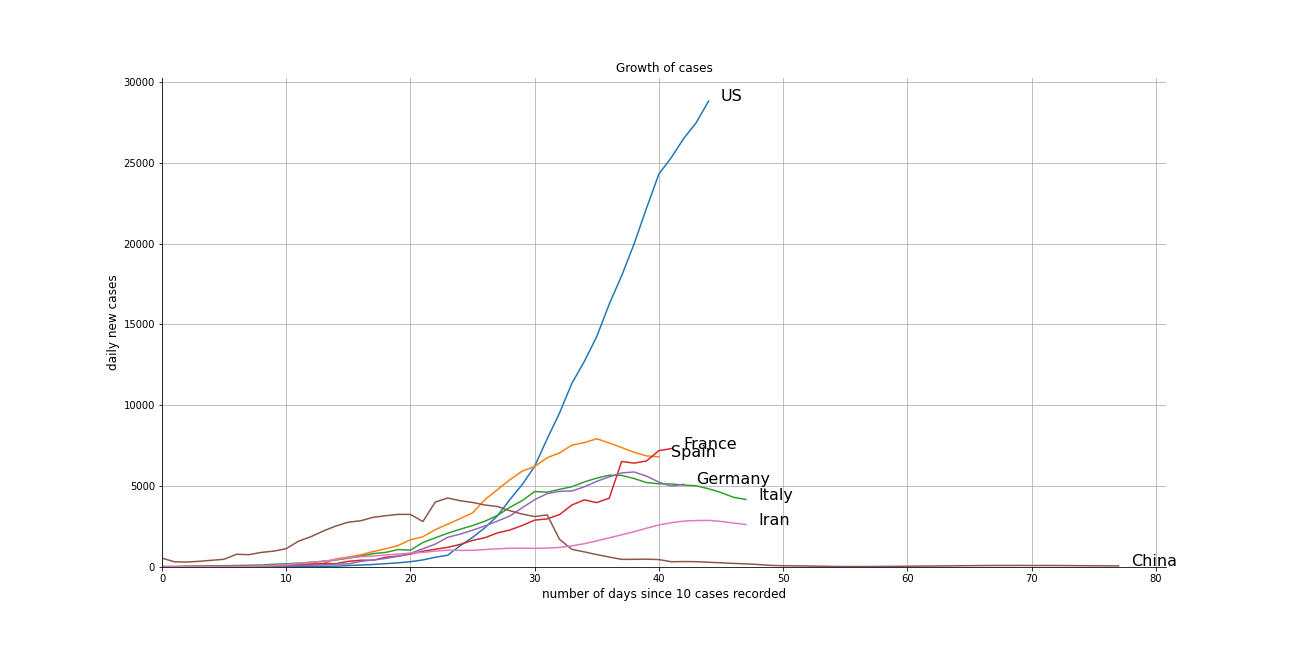 Growth of cases
30000
25000
20000
15000
10000
5000
0
daily new cases
US
France
Spain
Germany
Italy
Iran
China
0 10 20 30 40 50 60 70 80
number of days since 10 cases recorded